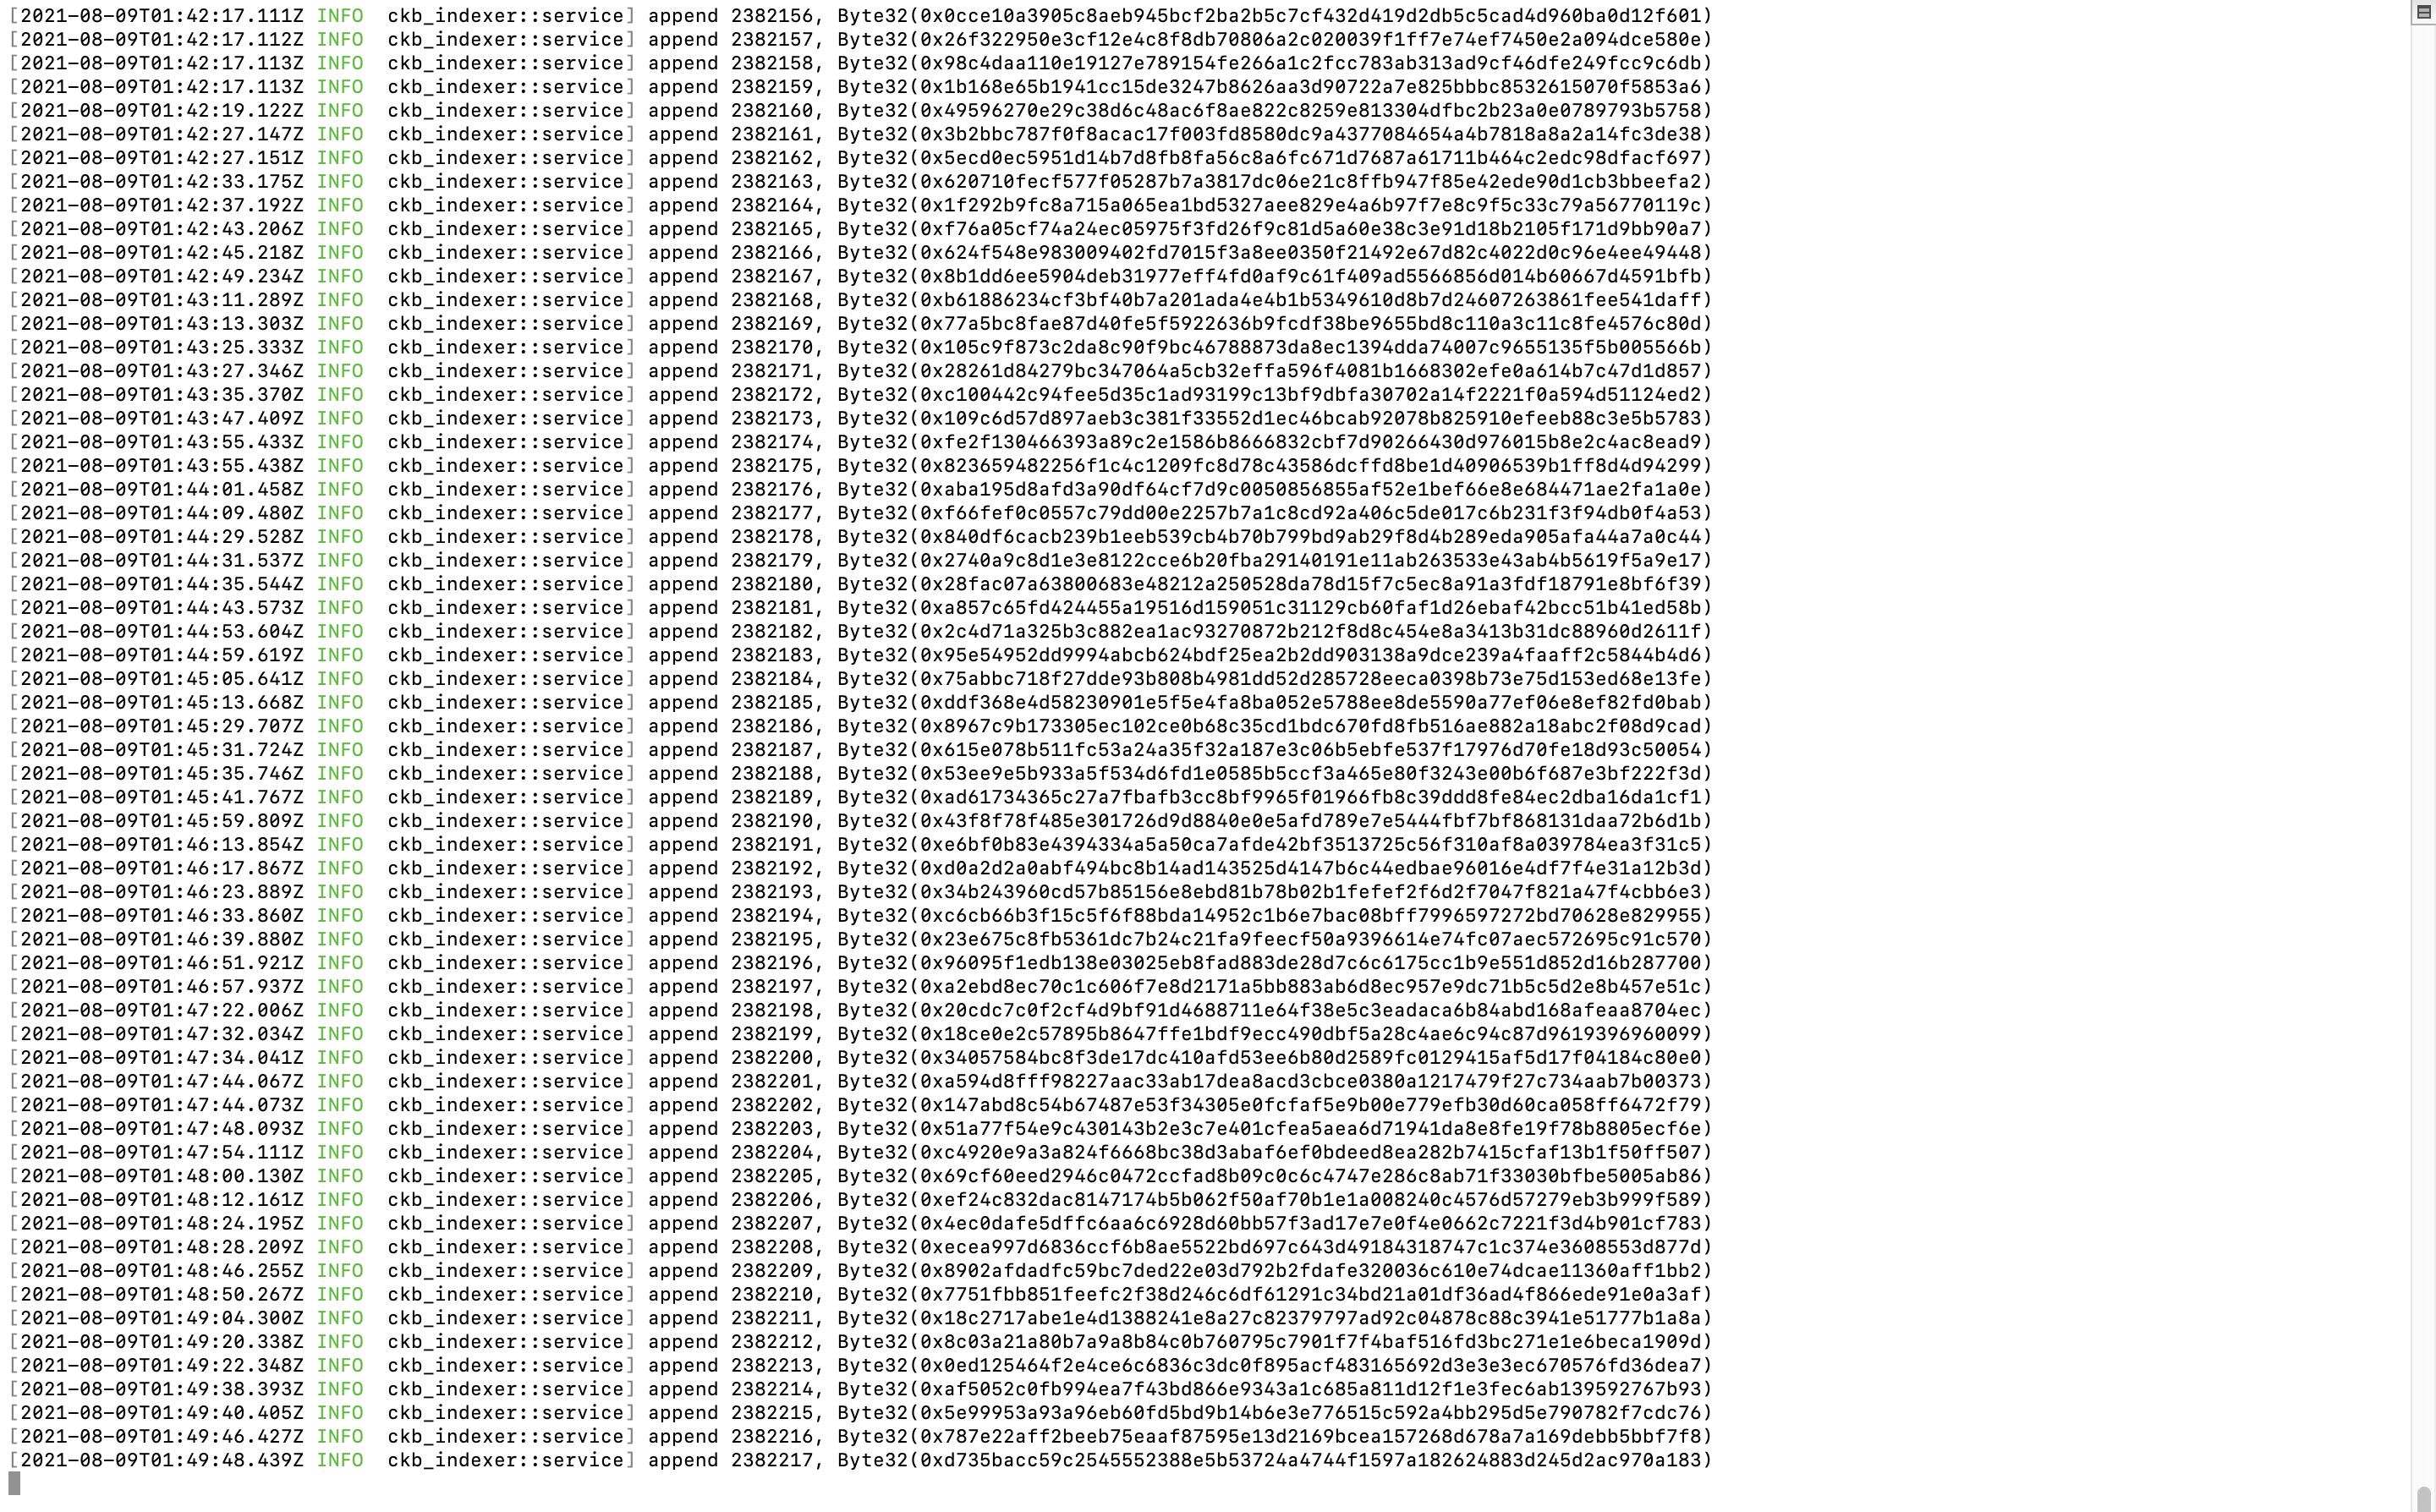 [2021-08-09T01:42:17.111Z INFO  ckb_indexer::service] append 2382156, Byte32(0x0cce10a3905c8aeb945bcf2ba2b5c7cf432d419d2db5c5cad4d960ba0d12f601)
[2021-08-09T01:42:17.112Z INFO  ckb_indexer::service] append 2382157, Byte32(0x26f322950e3cf12e4c8f8db70806a2c020039f1ff7e74ef7450e2a094dce580e)
[2021-08-09T01:42:17.113Z INFO  ckb_indexer::service] append 2382158, Byte32(0x98c4daa110e19127e789154fe266a1c2fcc783ab313ad9cf46dfe249fcc9c6db)
[2021-08-09T01:42:17.113Z INFO  ckb_indexer::service] append 2382159, Byte32(0x1b168e65b1941cc15de3247b8626aa3d90722a7e825bbbc8532615070f5853a6)
[2021-08-09T01:42:19.122Z INFO  ckb_indexer::service] append 2382160, Byte32(0x49596270e29c38d6c48ac6f8ae822c8259e813304dfbc2b23a0e0789793b5758)
[2021-08-09T01:42:27.147Z INFO  ckb_indexer::service] append 2382161, Byte32(0x3b2bbc787f0f8acac17f003fd8580dc9a4377084654a4b7818a8a2a14fc3de38)
[2021-08-09T01:42:27.151Z INFO  ckb_indexer::service] append 2382162, Byte32(0x5ecd0ec5951d14b7d8fb8fa56c8a6fc671d7687a61711b464c2edc98dfacf697)
[2021-08-09T01:42:33.175Z INFO  ckb_indexer::service] append 2382163, Byte32(0x620710fecf577f05287b7a3817dc06e21c8ffb947f85e42ede90d1cb3bbeefa2)
[2021-08-09T01:42:37.192Z INFO  ckb_indexer::service] append 2382164, Byte32(0x1f292b9fc8a715a065ea1bd5327aee829e4a6b97f7e8c9f5c33c79a56770119c)
[2021-08-09T01:42:43.206Z INFO  ckb_indexer::service] append 2382165, Byte32(0xf76a05cf74a24ec05975f3fd26f9c81d5a60e38c3e91d18b2105f171d9bb90a7)
[2021-08-09T01:42:45.218Z INFO  ckb_indexer::service] append 2382166, Byte32(0x624f548e983009402fd7015f3a8ee0350f21492e67d82c4022d0c96e4ee49448)
[2021-08-09T01:42:49.234Z INFO  ckb_indexer::service] append 2382167, Byte32(0x8b1dd6ee5904deb31977eff4fd0af9c61f409ad5566856d014b60667d4591bfb)
[2021-08-09T01:43:11.289Z INFO  ckb_indexer::service] append 2382168, Byte32(0xb61886234cf3bf40b7a201ada4e4b1b5349610d8b7d24607263861fee541daff)
[2021-08-09T01:43:13.303Z INFO  ckb_indexer::service] append 2382169, Byte32(0x77a5bc8fae87d40fe5f5922636b9fcdf38be9655bd8c110a3c11c8fe4576c80d)
[2021-08-09T01:43:25.333Z INFO  ckb_indexer::service] append 2382170, Byte32(0x105c9f873c2da8c90f9bc46788873da8ec1394dda74007c9655135f5b005566b)
[2021-08-09T01:43:27.346Z INFO  ckb_indexer::service] append 2382171, Byte32(0x28261d84279bc347064a5cb32effa596f4081b1668302efe0a614b7c47d1d857)
[2021-08-09T01:43:35.370Z INFO  ckb_indexer::service] append 2382172, Byte32(0xc100442c94fee5d35c1ad93199c13bf9dbfa30702a14f2221f0a594d51124ed2)
[2021-08-09T01:43:47.409Z INFO  ckb_indexer::service] append 2382173, Byte32(0x109c6d57d897aeb3c381f33552d1ec46bcab92078b825910efeeb88c3e5b5783)
[2021-08-09T01:43:55.433Z INFO  ckb_indexer::service] append 2382174, Byte32(0xfe2f130466393a89c2e1586b8666832cbf7d90266430d976015b8e2c4ac8ead9)
[2021-08-09T01:43:55.438Z INFO  ckb_indexer::service] append 2382175, Byte32(0x823659482256f1c4c1209fc8d78c43586dcffd8be1d40906539b1ff8d4d94299)
[2021-08-09T01:44:01.458Z INFO  ckb_indexer::service] append 2382176, Byte32(0xaba195d8afd3a90df64cf7d9c0050856855af52e1bef66e8e684471ae2fa1a0e)
[2021-08-09T01:44:09.480Z INFO  ckb_indexer::service] append 2382177, Byte32(0xf66fef0c0557c79dd00e2257b7a1c8cd92a406c5de017c6b231f3f94db0f4a53)
[2021-08-09T01:44:29.528Z INFO  ckb_indexer::service] append 2382178, Byte32(0x840df6cacb239b1eeb539cb4b70b799bd9ab29f8d4b289eda905afa44a7a0c44)
[2021-08-09T01:44:31.537Z INFO  ckb_indexer::service] append 2382179, Byte32(0x2740a9c8d1e3e8122cce6b20fba29140191e11ab263533e43ab4b5619f5a9e17)
[2021-08-09T01:44:35.544Z INFO  ckb_indexer::service] append 2382180, Byte32(0x28fac07a63800683e48212a250528da78d15f7c5ec8a91a3fdf18791e8bf6f39)
[2021-08-09T01:44:43.573Z INFO  ckb_indexer::service] append 2382181, Byte32(0xa857c65fd424455a19516d159051c31129cb60faf1d26ebaf42bcc51b41ed58b)
[2021-08-09T01:44:53.604Z INFO  ckb_indexer::service] append 2382182, Byte32(0x2c4d71a325b3c882ea1ac93270872b212f8d8c454e8a3413b31dc88960d2611f)
[2021-08-09T01:44:59.619Z INFO  ckb_indexer::service] append 2382183, Byte32(0x95e54952dd9994abcb624bdf25ea2b2dd903138a9dce239a4faaff2c5844b4d6)
[2021-08-09T01:45:05.641Z INFO  ckb_indexer::service] append 2382184, Byte32(0x75abbc718f27dde93b808b4981dd52d285728eeca0398b73e75d153ed68e13fe)
[2021-08-09T01:45:13.668Z INFO  ckb_indexer::service] append 2382185, Byte32(0xddf368e4d58230901e5f5e4fa8ba052e5788ee8de5590a77ef06e8ef82fd0bab)
[2021-08-09T01:45:29.707Z INFO  ckb_indexer::service] append 2382186, Byte32(0x8967c9b173305ec102ce0b68c35cd1bdc670fd8fb516ae882a18abc2f08d9cad)
[2021-08-09T01:45:31.724Z INFO  ckb_indexer::service] append 2382187, Byte32(0x615e078b511fc53a24a35f32a187e3c06b5ebfe537f17976d70fe18d93c50054)
[2021-08-09T01:45:35.746Z INFO  ckb_indexer::service] append 2382188, Byte32(0x53ee9e5b933a5f534d6fd1e0585b5ccf3a465e80f3243e00b6f687e3bf222f3d)
[2021-08-09T01:45:41.767Z INFO  ckb_indexer::service] append 2382189, Byte32(0xad61734365c27a7fbafb3cc8bf9965f01966fb8c39ddd8fe84ec2dba16da1cf1)
[2021-08-09T01:45:59.809Z INFO  ckb_indexer::service] append 2382190, Byte32(0x43f8f78f485e301726d9d8840e0e5afd789e7e5444fbf7bf868131daa72b6d1b)
[2021-08-09T01:46:13.854Z INFO  ckb_indexer::service] append 2382191, Byte32(0xe6bf0b83e4394334a5a50ca7afde42bf3513725c56f310af8a039784ea3f31c5)
[2021-08-09T01:46:17.867Z INFO  ckb_indexer::service] append 2382192, Byte32(0xd0a2d2a0abf494bc8b14ad143525d4147b6c44edbae96016e4df7f4e31a12b3d)
[2021-08-09T01:46:23.889Z INFO  ckb_indexer::service] append 2382193, Byte32(0x34b243960cd57b85156e8ebd81b78b02b1fefef2f6d2f7047f821a47f4cbb6e3)
[2021-08-09T01:46:33.860Z INFO  ckb_indexer::service] append 2382194, Byte32(0xc6cb66b3f15c5f6f88bda14952c1b6e7bac08bff7996597272bd70628e829955)
[2021-08-09T01:46:39.880Z INFO  ckb_indexer::service] append 2382195, Byte32(0x23e675c8fb5361dc7b24c21fa9feecf50a9396614e74fc07aec572695c91c570)
[2021-08-09T01:46:51.921Z INFO  ckb_indexer::service] append 2382196, Byte32(0x96095f1edb138e03025eb8fad883de28d7c6c6175cc1b9e551d852d16b287700)
[2021-08-09T01:46:57.937Z INFO  ckb_indexer::service] append 2382197, Byte32(0xa2ebd8ec70c1c606f7e8d2171a5bb883ab6d8ec957e9dc71b5c5d2e8b457e51c)
[2021-08-09T01:47:22.006Z INFO  ckb_indexer::service] append 2382198, Byte32(0x20cdc7c0f2cf4d9bf91d4688711e64f38e5c3eadaca6b84abd168afeaa8704ec)
[2021-08-09T01:47:32.034Z INFO  ckb_indexer::service] append 2382199, Byte32(0x18ce0e2c57895b8647ffe1bdf9ecc490dbf5a28c4ae6c94c87d9619396960099)
[2021-08-09T01:47:34.041Z INFO  ckb_indexer::service] append 2382200, Byte32(0x34057584bc8f3de17dc410afd53ee6b80d2589fc0129415af5d17f04184c80e0)
[2021-08-09T01:47:44.067Z INFO  ckb_indexer::service] append 2382201, Byte32(0xa594d8fff98227aac33ab17dea8acd3cbce0380a1217479f27c734aab7b00373)
[2021-08-09T01:47:44.073Z INFO  ckb_indexer::service] append 2382202, Byte32(0x147abd8c54b67487e53f34305e0fcfaf5e9b00e779efb30d60ca058ff6472f79)
[2021-08-09T01:47:48.093Z INFO  ckb_indexer::service] append 2382203, Byte32(0x51a77f54e9c430143b2e3c7e401cfea5aea6d71941da8e8fe19f78b8805ecf6e)
[2021-08-09T01:47:54.111Z INFO  ckb_indexer::service] append 2382204, Byte32(0xc4920e9a3a824f6668bc38d3abaf6ef0bdeed8ea282b7415cfaf13b1f50ff507)
[2021-08-09T01:48:00.130Z INFO  ckb_indexer::service] append 2382205, Byte32(0x69cf60eed2946c0472ccfad8b09c0c6c4747e286c8ab71f33030bfbe5005ab86)
[2021-08-09T01:48:12.161Z INFO  ckb_indexer::service] append 2382206, Byte32(0xef24c832dac8147174b5b062f50af70b1e1a008240c4576d57279eb3b999f589)
[2021-08-09T01:48:24.195Z INFO  ckb_indexer::service] append 2382207, Byte32(0x4ec0dafe5dffc6aa6c6928d60bb57f3ad17e7e0f4e0662c7221f3d4b901cf783)
[2021-08-09T01:48:28.209Z INFO  ckb_indexer::service] append 2382208, Byte32(0xecea997d6836ccf6b8ae5522bd697c643d49184318747c1c374e3608553d877d)
[2021-08-09T01:48:46.255Z INFO  ckb_indexer::service] append 2382209, Byte32(0x8902afdadfc59bc7ded22e03d792b2fdafe320036c610e74dcae11360aff1bb2)
[2021-08-09T01:48:50.267Z INFO  ckb_indexer::service] append 2382210, Byte32(0x7751fbb851feefc2f38d246c6df61291c34bd21a01df36ad4f866ede91e0a3af)
[2021-08-09T01:49:04.300Z INFO  ckb_indexer::service] append 2382211, Byte32(0x18c2717abe1e4d1388241e8a27c82379797ad92c04878c88c3941e51777b1a8a)
[2021-08-09T01:49:20.338Z INFO  ckb_indexer::service] append 2382212, Byte32(0x8c03a21a80b7a9a8b84c0b760795c7901f7f4baf516fd3bc271e1e6beca1909d)
[2021-08-09T01:49:22.348Z INFO  ckb_indexer::service] append 2382213, Byte32(0x0ed125464f2e4ce6c6836c3dc0f895acf483165692d3e3e3ec670576fd36dea7)
[2021-08-09T01:49:38.393Z INFO  ckb_indexer::service] append 2382214, Byte32(0xaf5052c0fb994ea7f43bd866e9343a1c685a811d12f1e3fec6ab139592767b93)
[2021-08-09T01:49:40.405Z INFO  ckb_indexer::service] append 2382215, Byte32(0x5e99953a93a96eb60fd5bd9b14b6e3e776515c592a4bb295d5e790782f7cdc76)
[2021-08-09T01:49:46.427Z INFO  ckb_indexer::service] append 2382216, Byte32(0x787e22aff2beeb75eaaf87595e13d2169bcea157268d678a7a169debb5bbf7f8)
[2021-08-09T01:49:48.439Z INFO  ckb_indexer::service] append 2382217, Byte32(0xd735bacc59c2545552388e5b53724a4744f1597a182624883d245d2ac970a183)